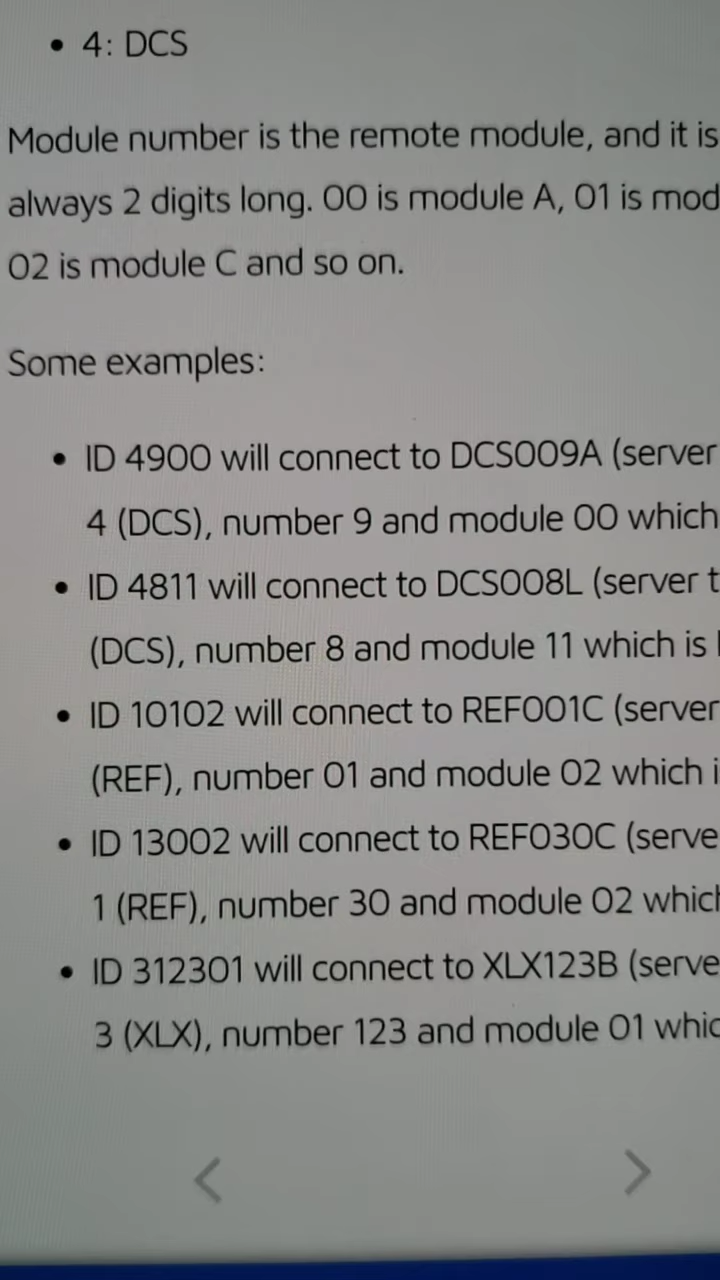 • 4: DCS
Module number is the remote module, and it is
always 2 digits long. 00 is module A, 01 is mod
02 is module C and so on.
Some examples:
• ID 4900 will connect to DCS009A (server
4 (DCS), number 9 and module 00 which
• ID 4811 will connect to DCS008L (server t
(DCS), number 8 and module 11 which is
• ID 10102 will connect to REF001C (server
(REF), number 01 and module 02 which i
• ID 13002 will connect to REF030C (serve
1 (REF), number 30 and module 02 which
• ID 312301 will connect to XLX123B (serve
3 (XLX), number 123 and module 01 whic